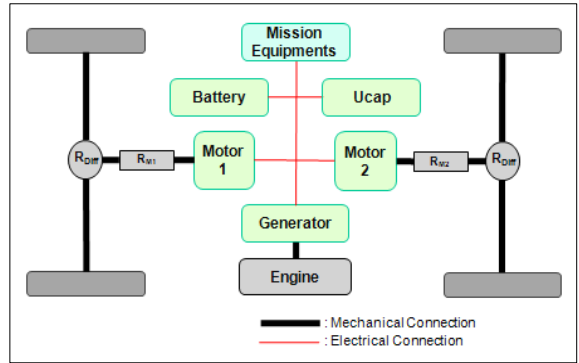 Mission
Equipments
Battery
Ucap
RDiff
RM1
Motor
1
Motor
2
RM2
RDiff
Generator
Engine
: Mechanical Connection
: Electrical Connection